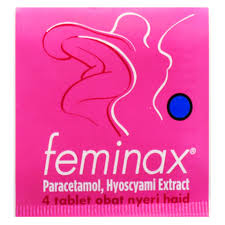 feminax®
Paracetamol, Hyoscyami Extract
4 tablet obat nyeri haid